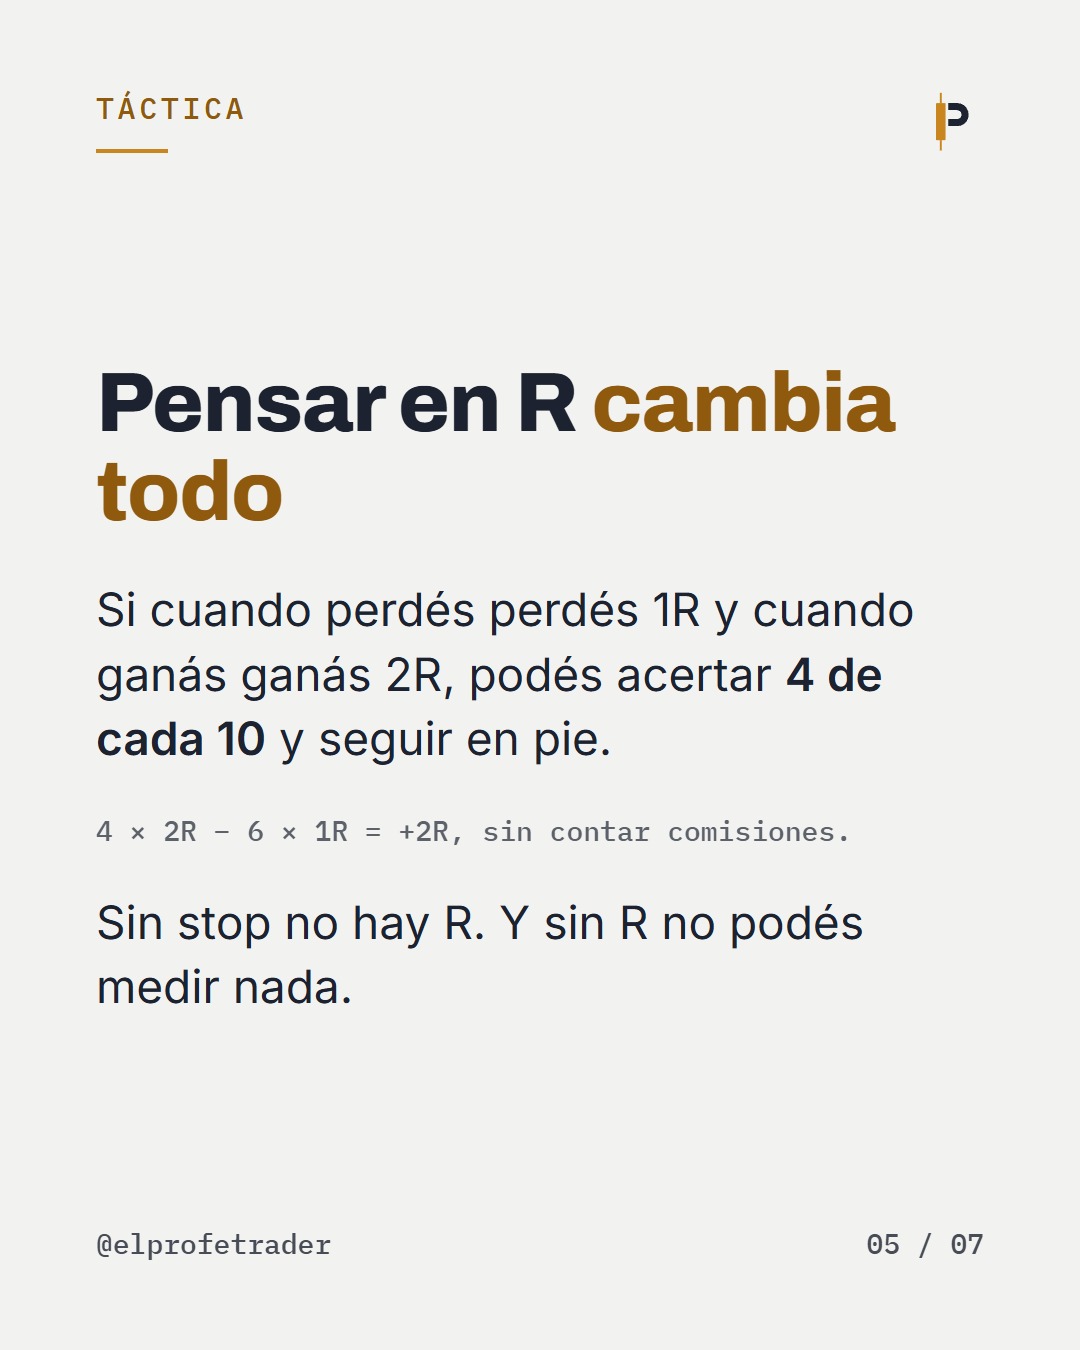 TÁCTICA
Pensar en R cambia
todo
Si cuando perdés perdés 1R y cuando
ganás ganás 2R, podés acertar 4 de
cada 10 y seguir en pie.
4 × 2R − 6 × 1R = +2R, sin contar comisiones.
Sin stop no hay R. Y sin R no podés
medir nada.
@elprofetrader
05 / 07